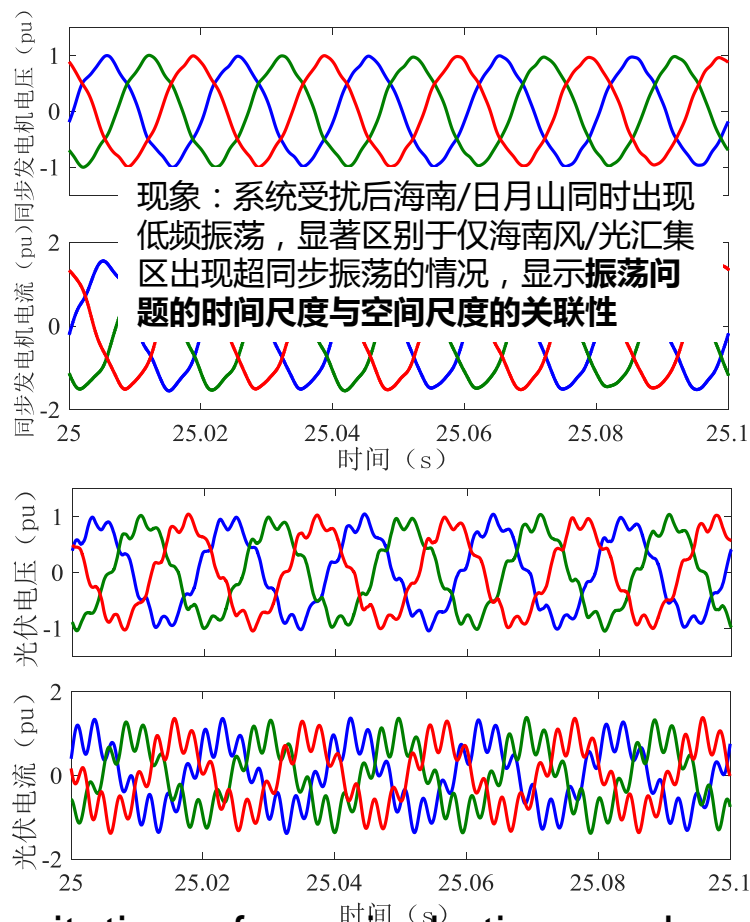 同步发电机电压（pu）
1
0
-1
现象：系统受扰后海南/日月山同时出现
低频振荡，显著区别于仅海南风/光汇集
区出现超同步振荡的情况，显示振荡问
题的时间尺度与空间尺度的关联性
同步发电机电流（pu）
2
0
-2
25 25.02 25.04 25.06 25.08 25.1
时间（s）
光伏电压（pu）
1
0
-1
光伏电流（pu）
2
0
-2
25 25.02 25.04 25.06 25.08 25.1
时间（s）